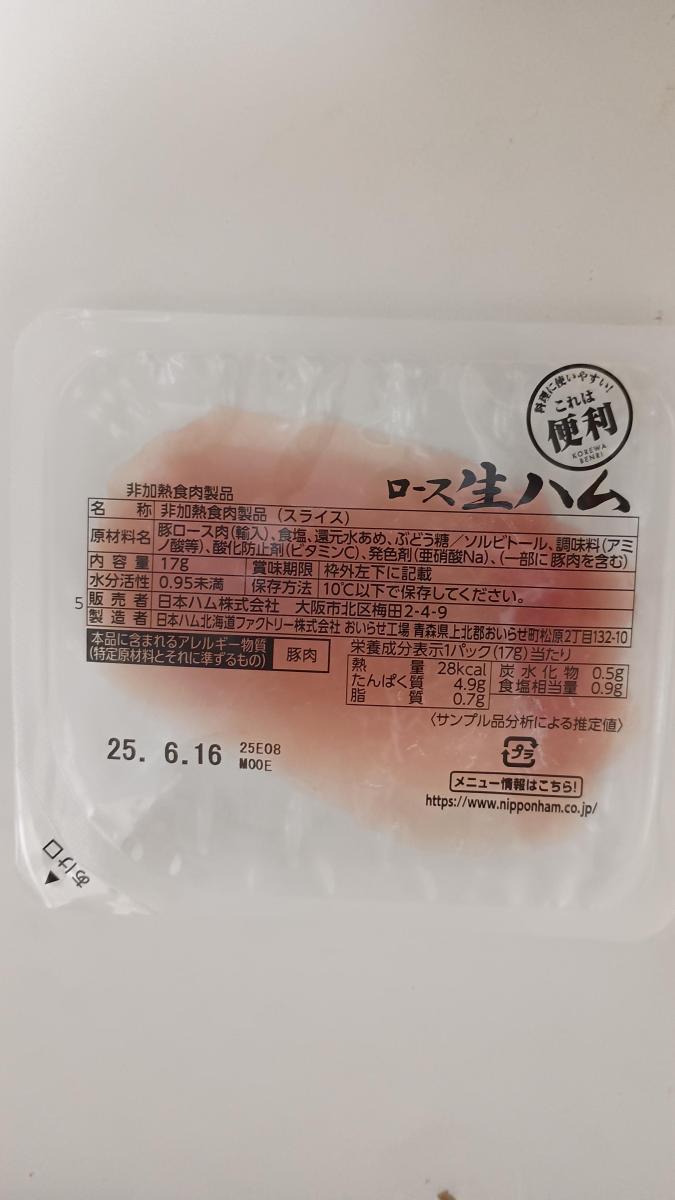 料理に使いやすい!
これは
便利
KOREWA
BENRI
ロース生ハム
非加熱食肉製品
名 称 非加熱食肉製品(スライス)
原材料名 豚ロース肉(輸入)、食塩、還元水あめ、ぶどう糖/ソルビトール、調味料(アミ
ノ酸等)、酸化防止剤(ビタミンC)、発色剤(亜硝酸Na)、(一部に豚肉を含む)
内容量 17g 賞味期限 枠外左下に記載
水分活性 0.95未満 保存方法 10℃以下で保存してください。
5
販売者 日本ハム株式会社 大阪市北区梅田2-4-9
製造者 日本ハム北海道ファクトリー株式会社 おいらせ工場 青森県上北郡おいらせ町松原2丁目132-10
本品に含まれるアレルギー物質
(特定原材料とそれに準ずるもの)
豚肉
栄養成分表示1パック(17g)当たり
熱 量 28kcal 炭水化物 0.5g
たんぱく質 4.9g 食塩相当量 0.9g
脂 質 0.7g
〈サンプル品分析による推定値〉
25. 6.16 25E08
M00E
プラ
メニュー情報はこちら!
https://www.nipponham.co.jp/
あけ口